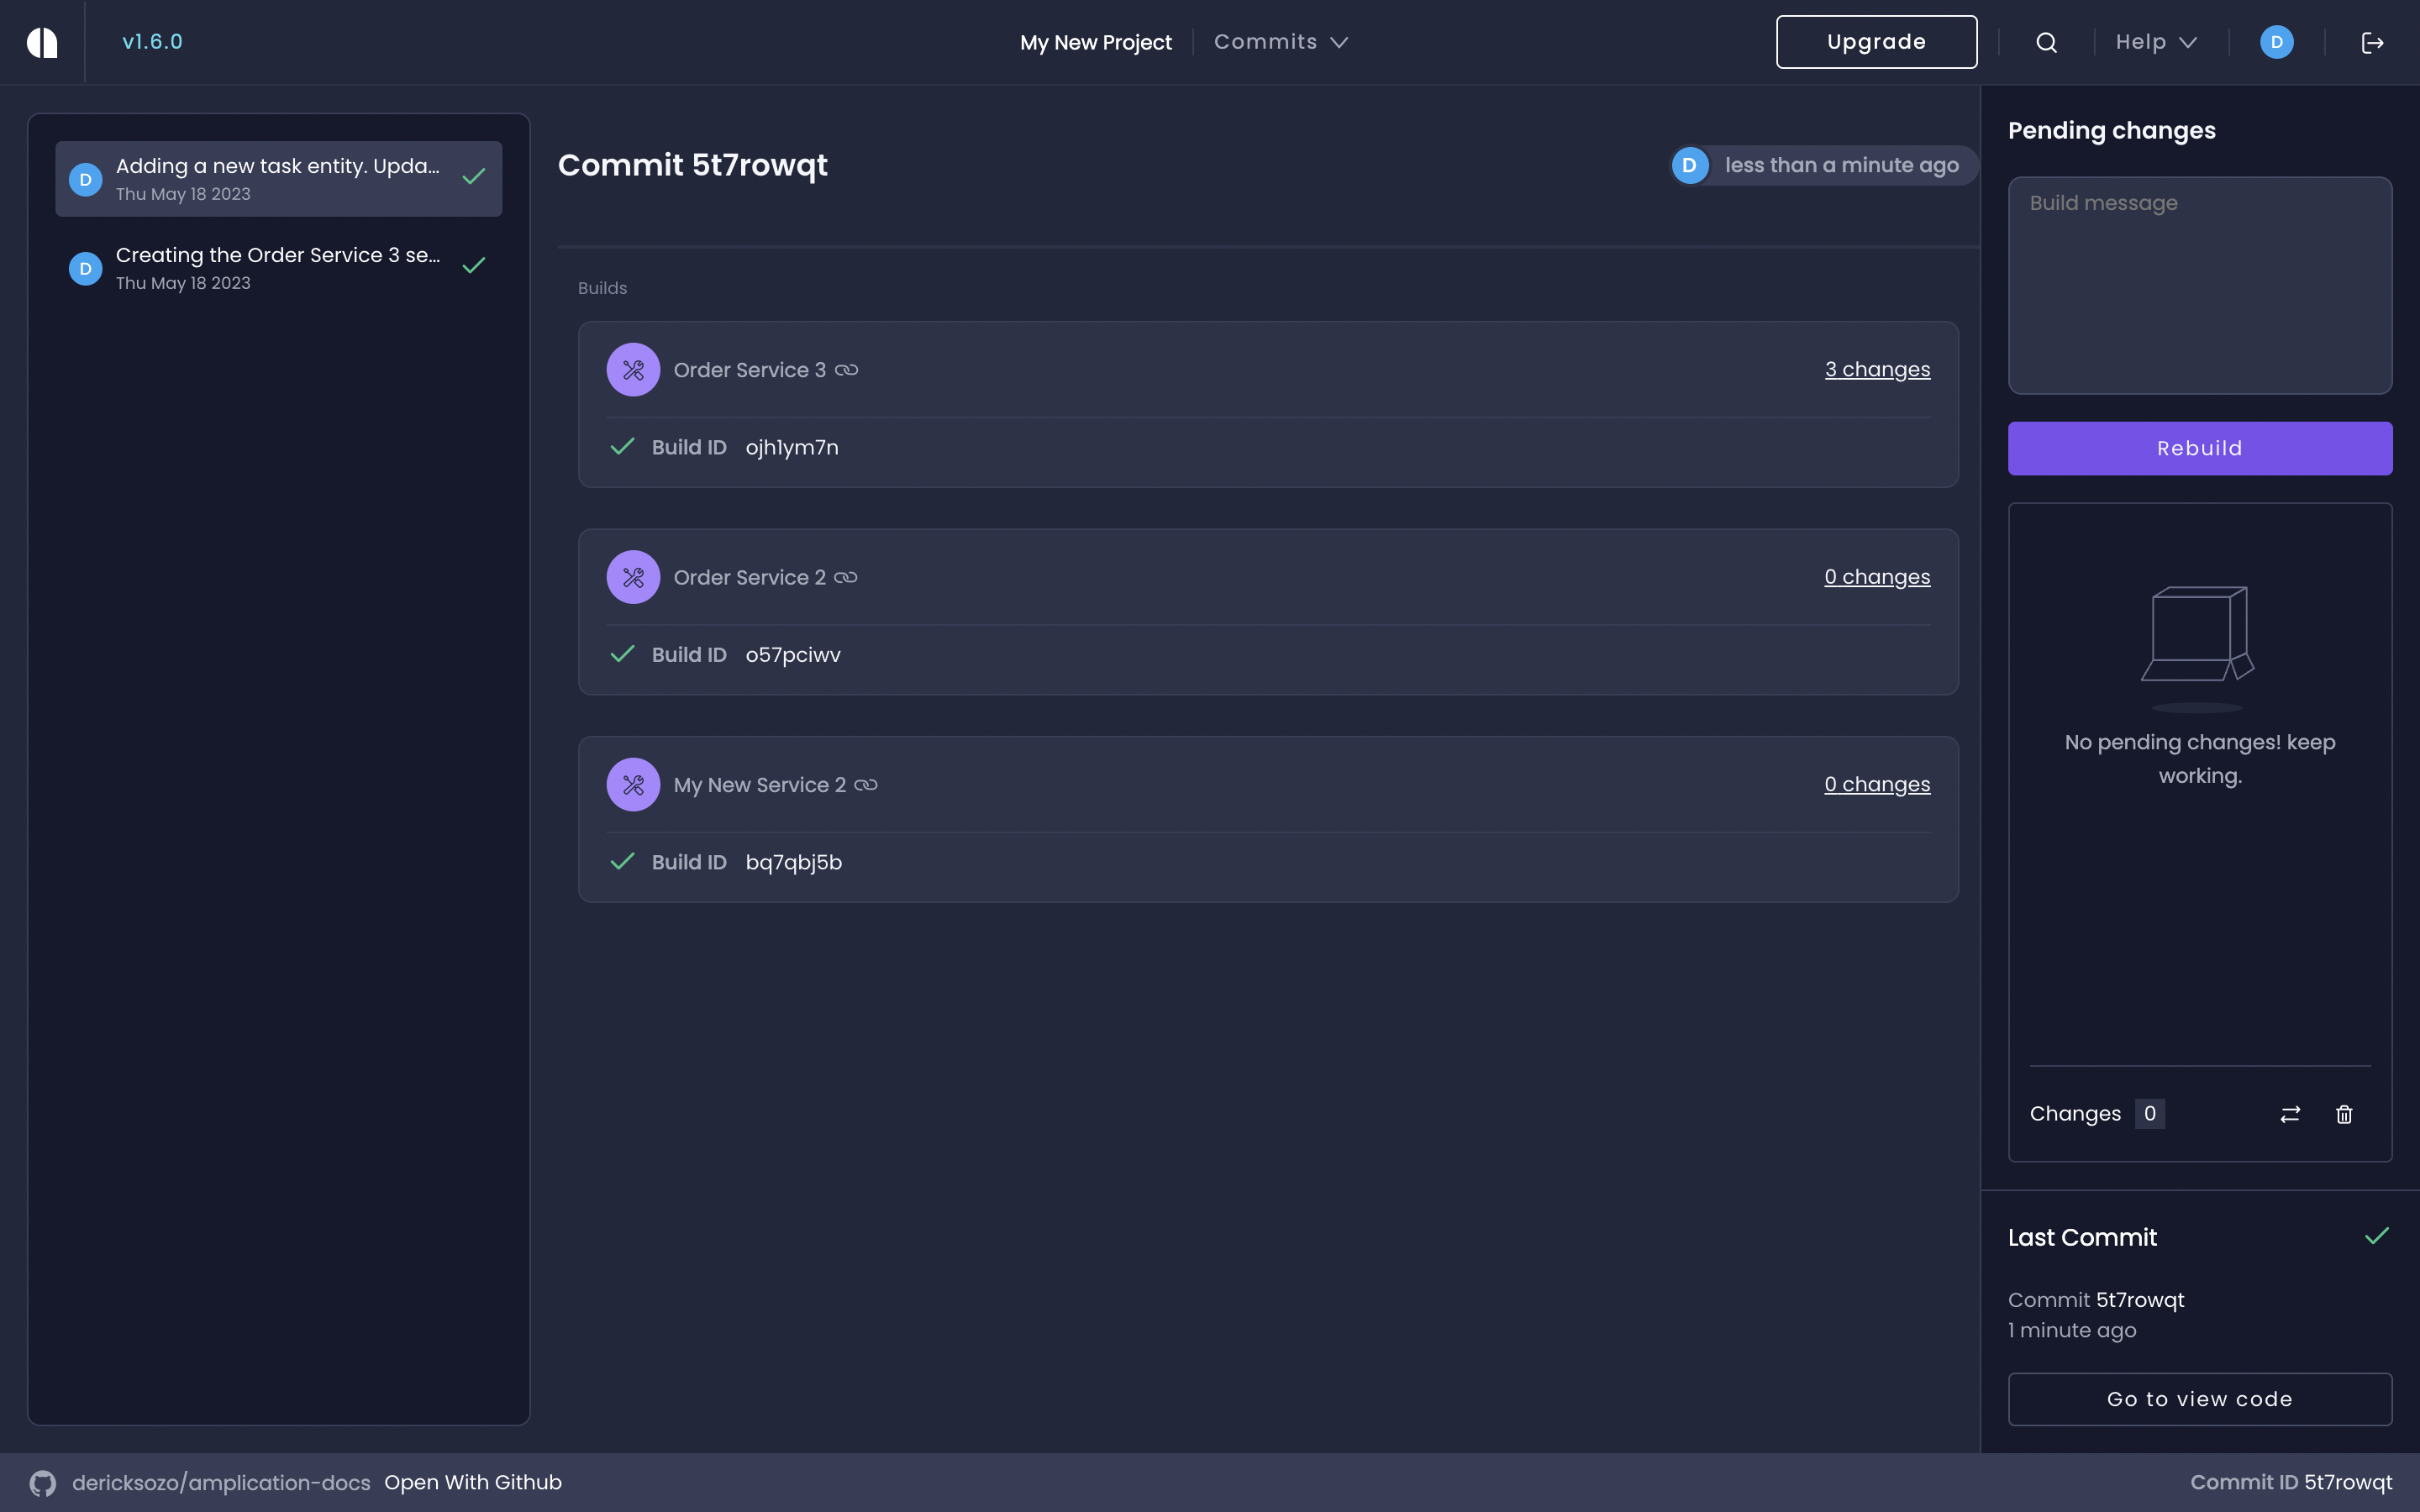 v1.6.0
My New Project
Commits
Upgrade
Help
D
D
Adding a new task entity. Upda...
Thu May 18 2023
D
Creating the Order Service 3 se...
Thu May 18 2023
Commit 5t7rowqt
D
less than a minute ago
Builds
Order Service 3
3 changes
Build ID ojh1ym7n
Order Service 2
0 changes
Build ID o57pciwv
My New Service 2
0 changes
Build ID bq7qbj5b
Pending changes
Build message
Rebuild
No pending changes! keep
working.
Changes 0
Last Commit
Commit 5t7rowqt
1 minute ago
Go to view code
dericksozo/amplication-docs Open With Github
Commit ID 5t7rowqt